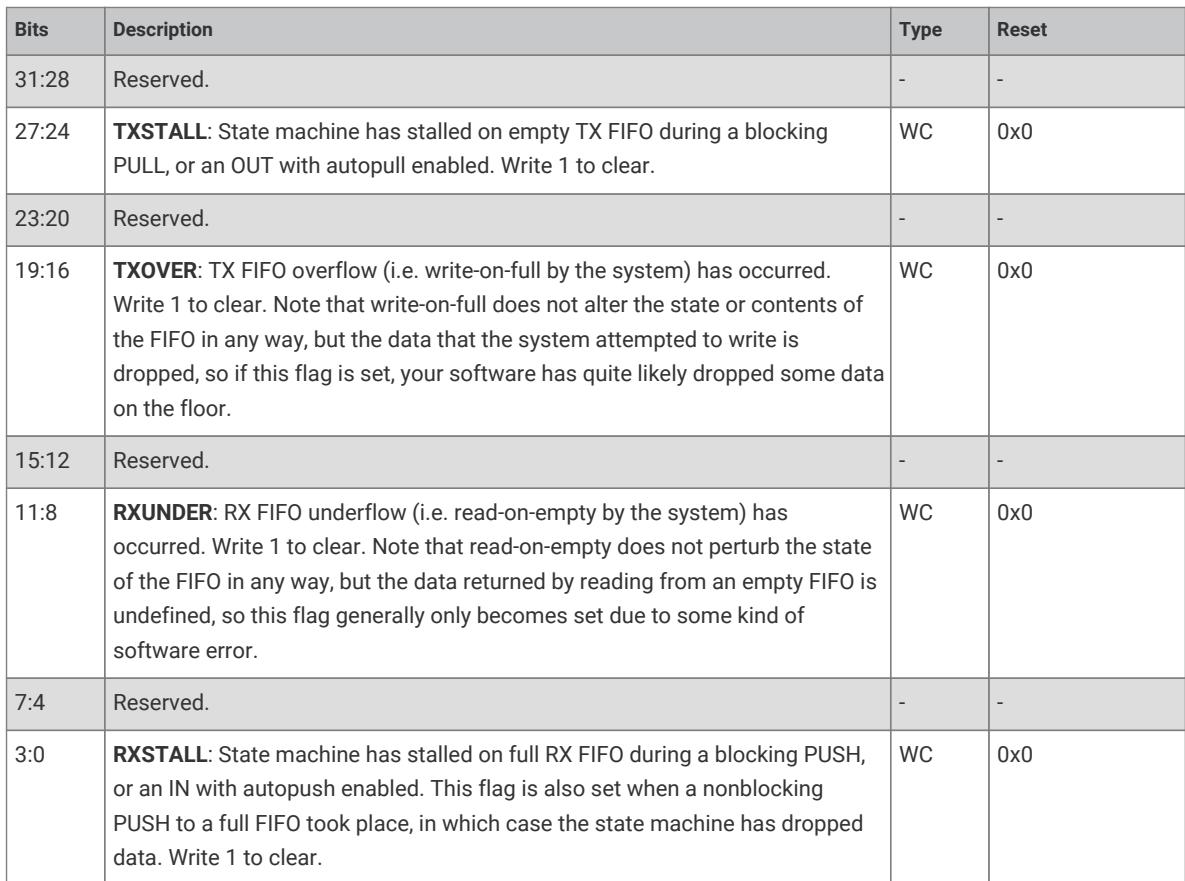 Bits Description Type Reset
31:28 Reserved. - -
27:24 TXSTALL: State machine has stalled on empty TX FIFO during a blocking WC 0x0
PULL, or an OUT with autopull enabled. Write 1 to clear.
23:20 Reserved. - -
19:16 TXOVER: TX FIFO overflow (i.e. write-on-full by the system) has occurred. WC 0x0
Write 1 to clear. Note that write-on-full does not alter the state or contents of
the FIFO in any way, but the data that the system attempted to write is
dropped, so if this flag is set, your software has quite likely dropped some data
on the floor.
15:12 Reserved. - -
11:8 RXUNDER: RX FIFO underflow (i.e. read-on-empty by the system) has WC 0x0
occurred. Write 1 to clear. Note that read-on-empty does not perturb the state
of the FIFO in any way, but the data returned by reading from an empty FIFO is
undefined, so this flag generally only becomes set due to some kind of
software error.
7:4 Reserved. - -
3:0 RXSTALL: State machine has stalled on full RX FIFO during a blocking PUSH, WC 0x0
or an IN with autopush enabled. This flag is also set when a nonblocking
PUSH to a full FIFO took place, in which case the state machine has dropped
data. Write 1 to clear.